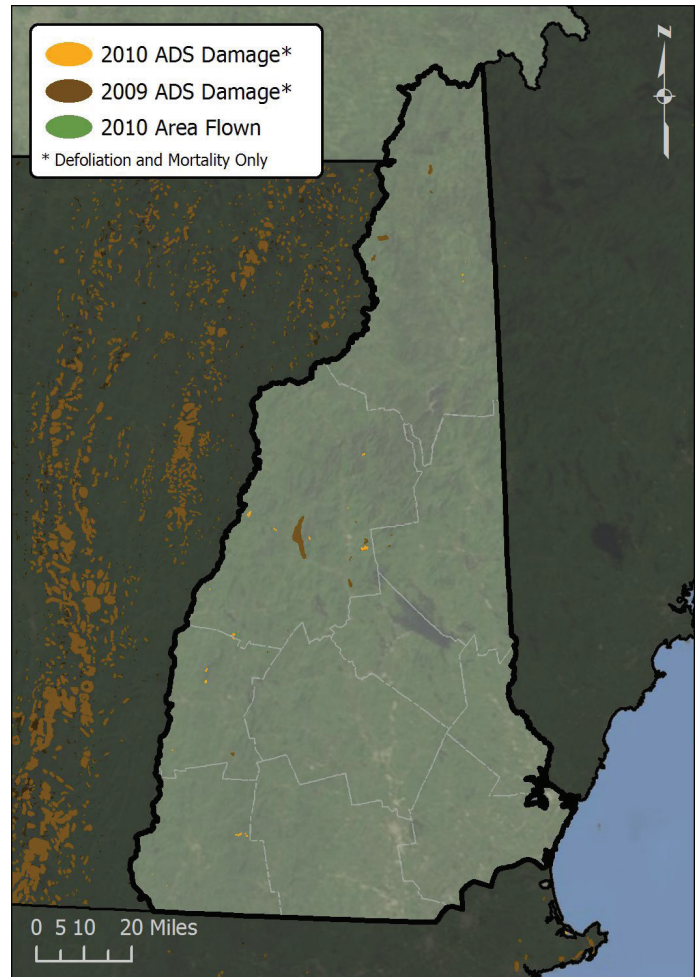 2010 ADS Damage*
2009 ADS Damage*
2010 Area Flown
* Defoliation and Mortality Only
N
0 5 10 20 Miles